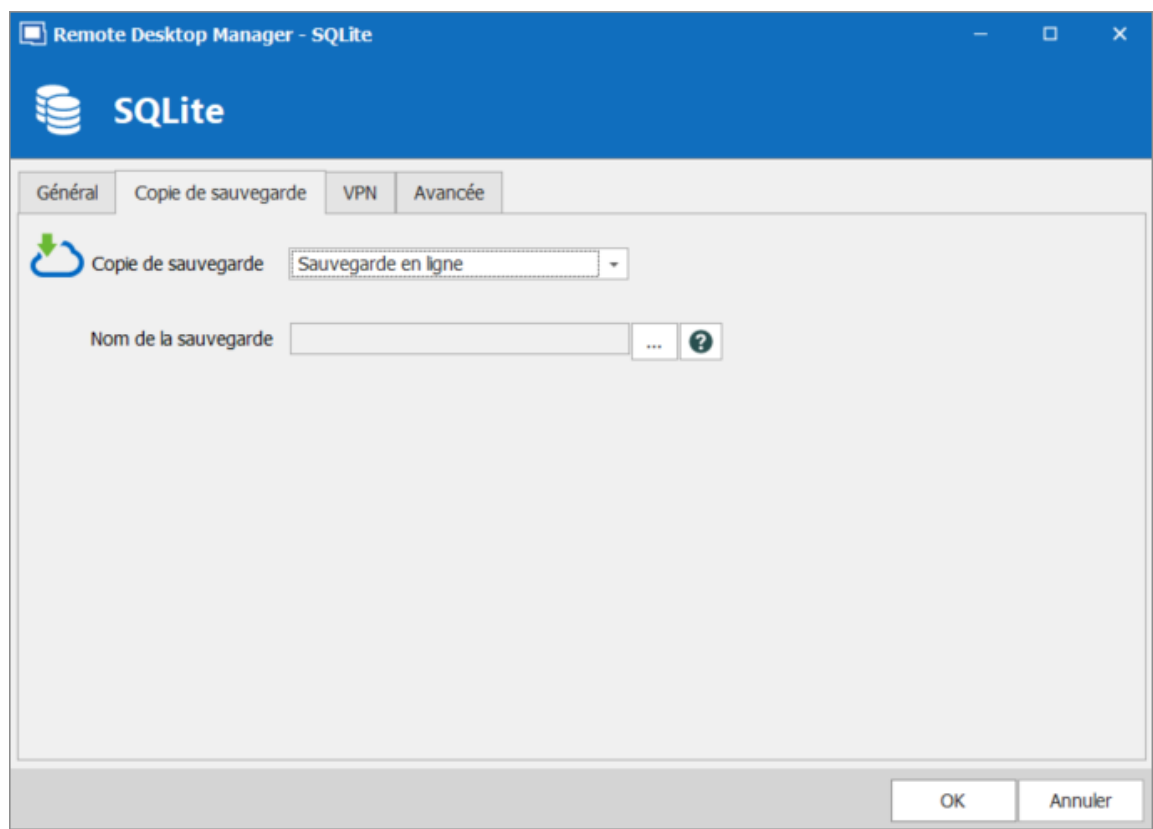 Remote Desktop Manager - SQLite
SQLite
Général Copie de sauvegarde VPN Avancée
Copie de sauvegarde Sauvegarde en ligne
Nom de la sauvegarde ... ?
OK Annuler